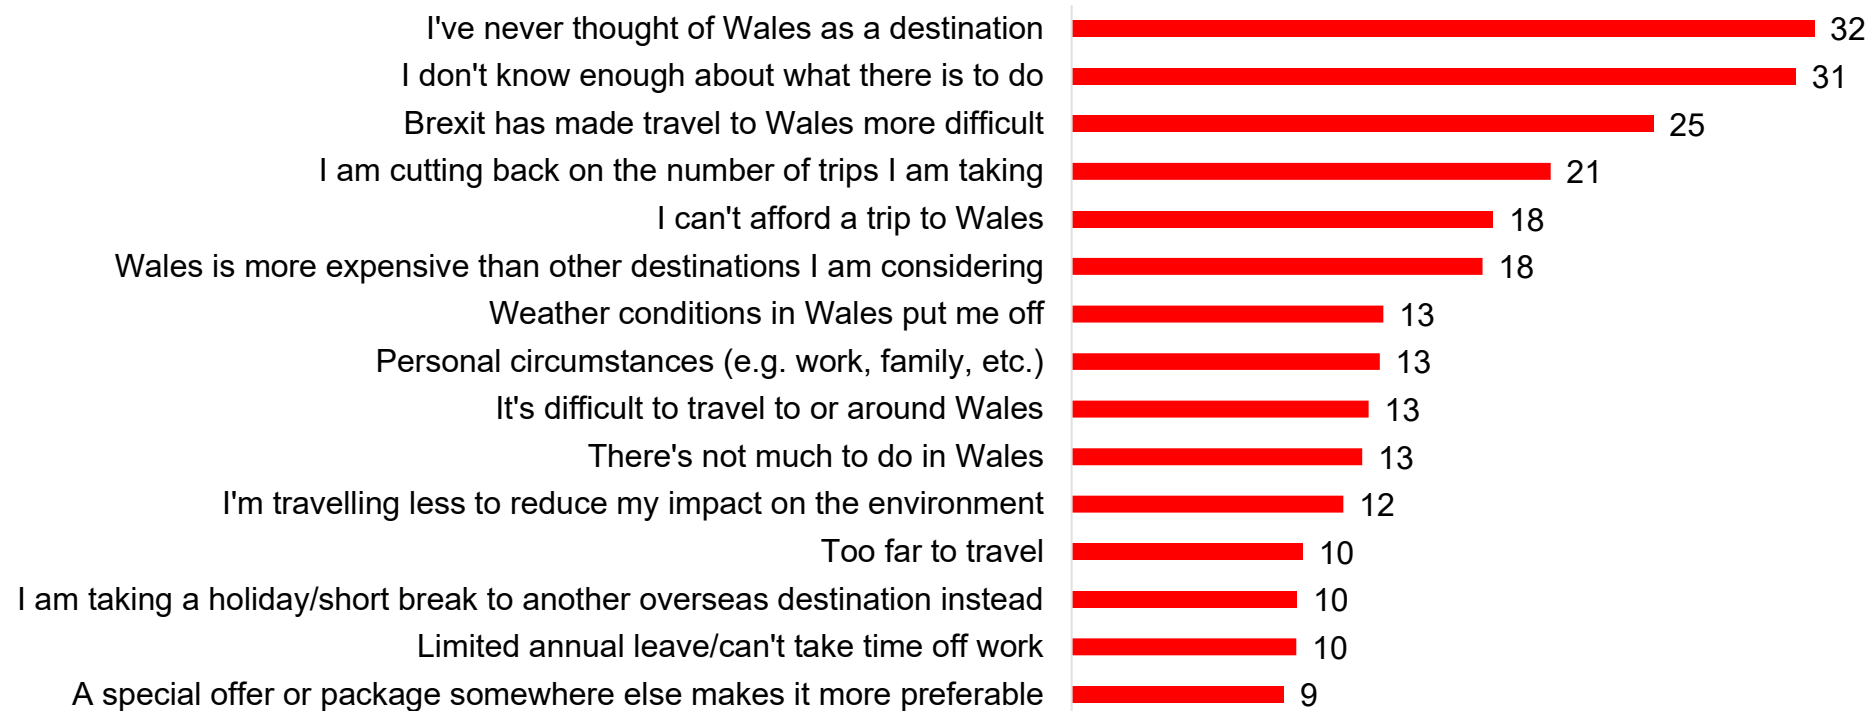 I've never thought of Wales as a destination 32
I don't know enough about what there is to do 31
Brexit has made travel to Wales more difficult 25
I am cutting back on the number of trips I am taking 21
I can't afford a trip to Wales 18
Wales is more expensive than other destinations I am considering 18
Weather conditions in Wales put me off 13
Personal circumstances (e.g. work, family, etc.) 13
It's difficult to travel to or around Wales 13
There's not much to do in Wales 13
I'm travelling less to reduce my impact on the environment 12
Too far to travel 10
I am taking a holiday/short break to another overseas destination instead 10
Limited annual leave/can't take time off work 10
A special offer or package somewhere else makes it more preferable 9